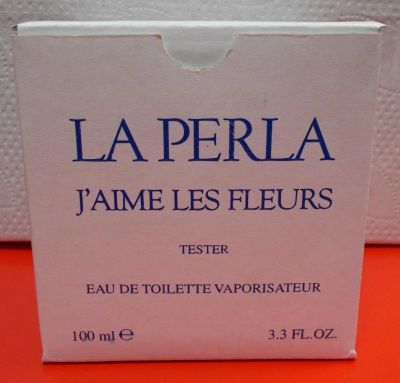 LA PERLA
J'AIME LES FLEURS
TESTER
EAU DE TOILETTE VAPORISATEUR
100 ml ℮ 3.3 FL.OZ.